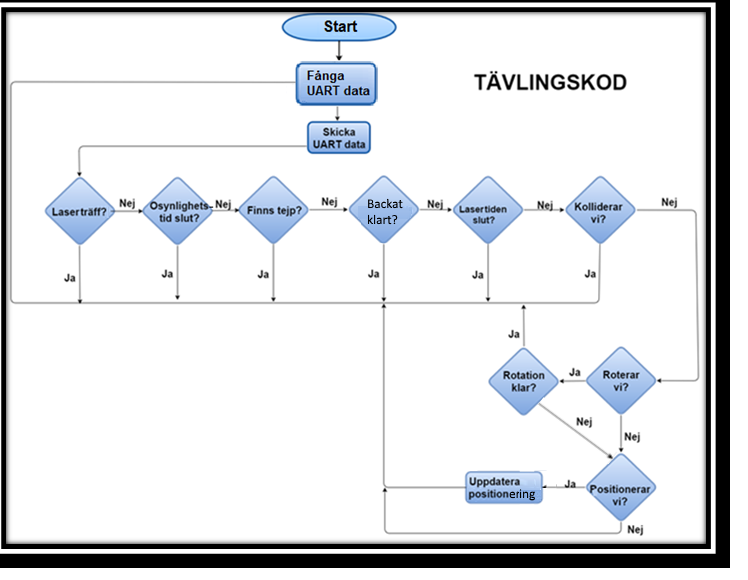 Start
TÄVLINGSKOD
Fånga
UART data
Skicka
UART data
Laserträff?
Nej
Osynlighets-
tid slut?
Nej
Finns tejp?
Nej
Backat
klart?
Nej
Lasertiden
slut?
Nej
Kolliderar
vi?
Nej
Ja
Ja
Ja
Ja
Ja
Ja
Ja
Rotation
klar?
Ja
Roterar
vi?
Nej
Nej
Uppdatera
positionering
Ja
Positionerar
vi?
Nej